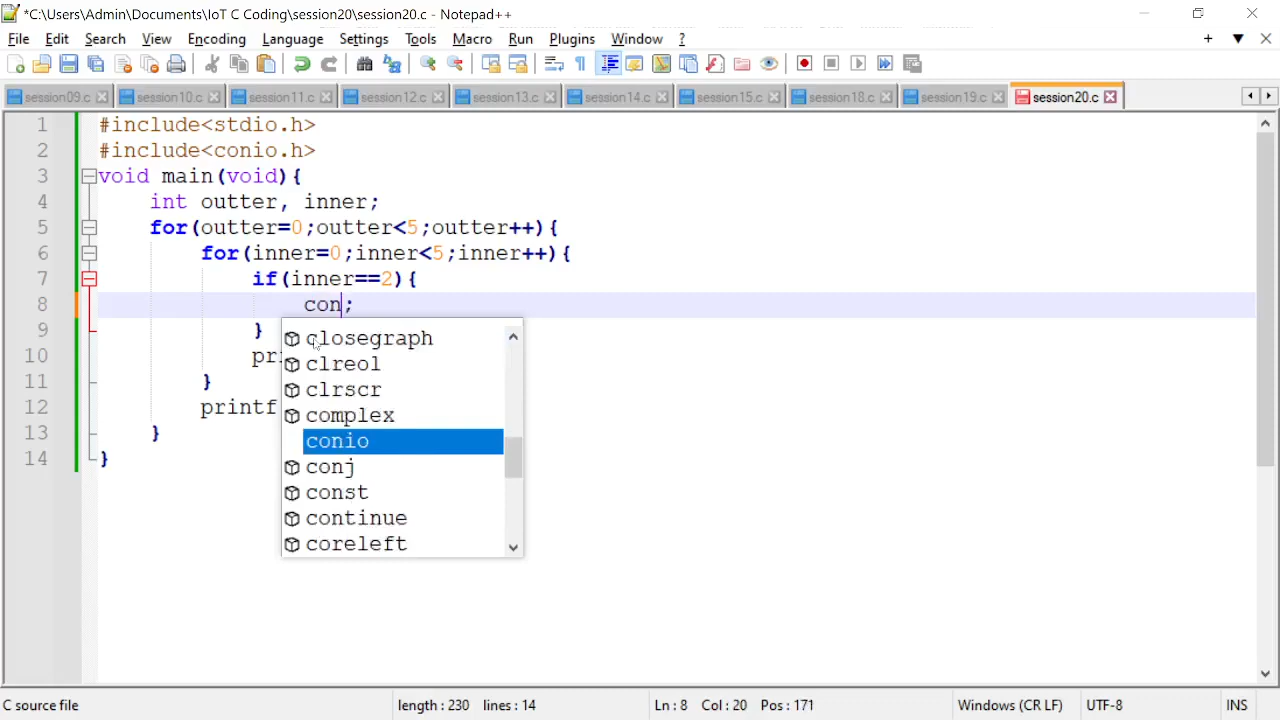 *C:\Users\Admin\Documents\IoT C Coding\session20\session20.c - Notepad++
File Edit Search View Encoding Language Settings Tools Macro Run Plugins Window ?
session09.c session10.c session11.c session12.c session13.c session14.c session15.c session18.c session19.c session20.c
1 #include<stdio.h>
2 #include<conio.h>
3 void main(void){
4 int outter, inner;
5 for(outter=0;outter<5;outter++){
6 for(inner=0;inner<5;inner++){
7 if(inner==2){
8 con;
9 }
closegraph
10 pri
clreol
11 }
clrscr
12 printf
complex
13 }
conio
14 }
conj
const
continue
coreleft
C source file length : 230 lines : 14 Ln : 8 Col : 20 Pos : 171 Windows (CR LF) UTF-8 INS